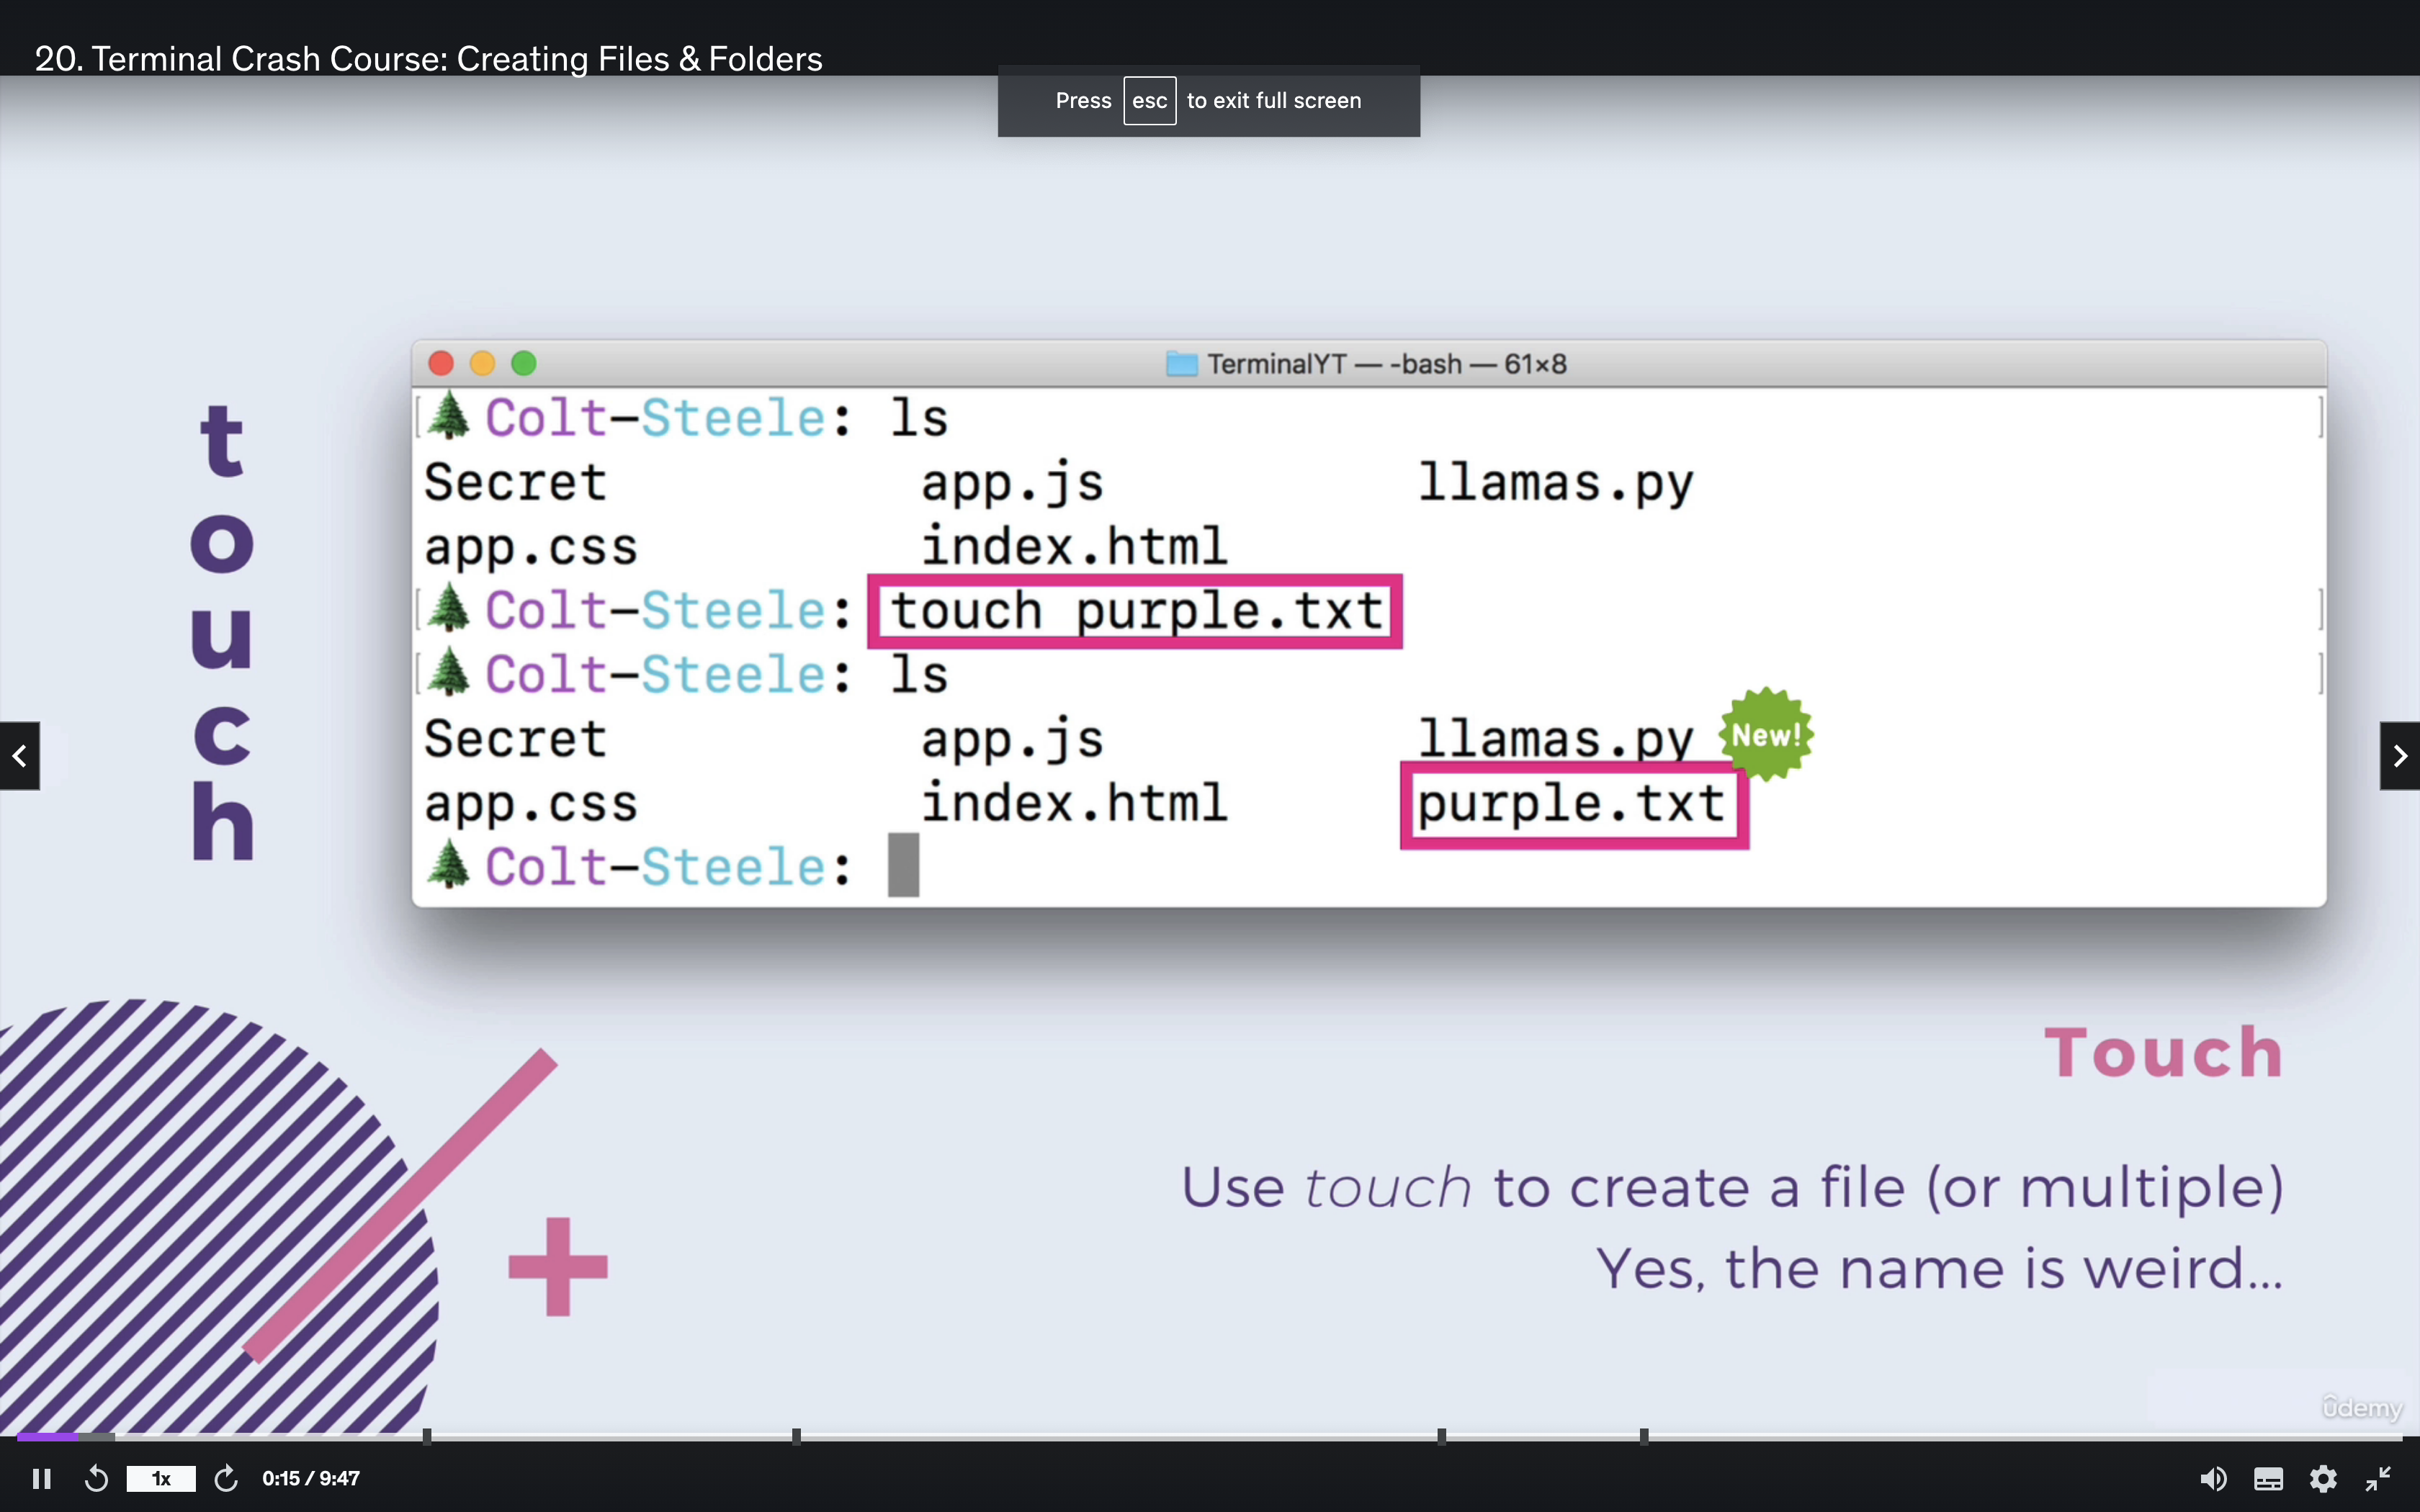 20. Terminal Crash Course: Creating Files & Folders
Press esc to exit full screen
touch
TerminalYT — -bash — 61×8
Colt-Steele: ls
Secret app.js llamas.py
app.css index.html
Colt-Steele: touch purple.txt
Colt-Steele: ls
Secret app.js llamas.py New!
app.css index.html purple.txt
Colt-Steele:
Touch
Use touch to create a file (or multiple)
Yes, the name is weird...
ûdemy
1x 0:15 / 9:47